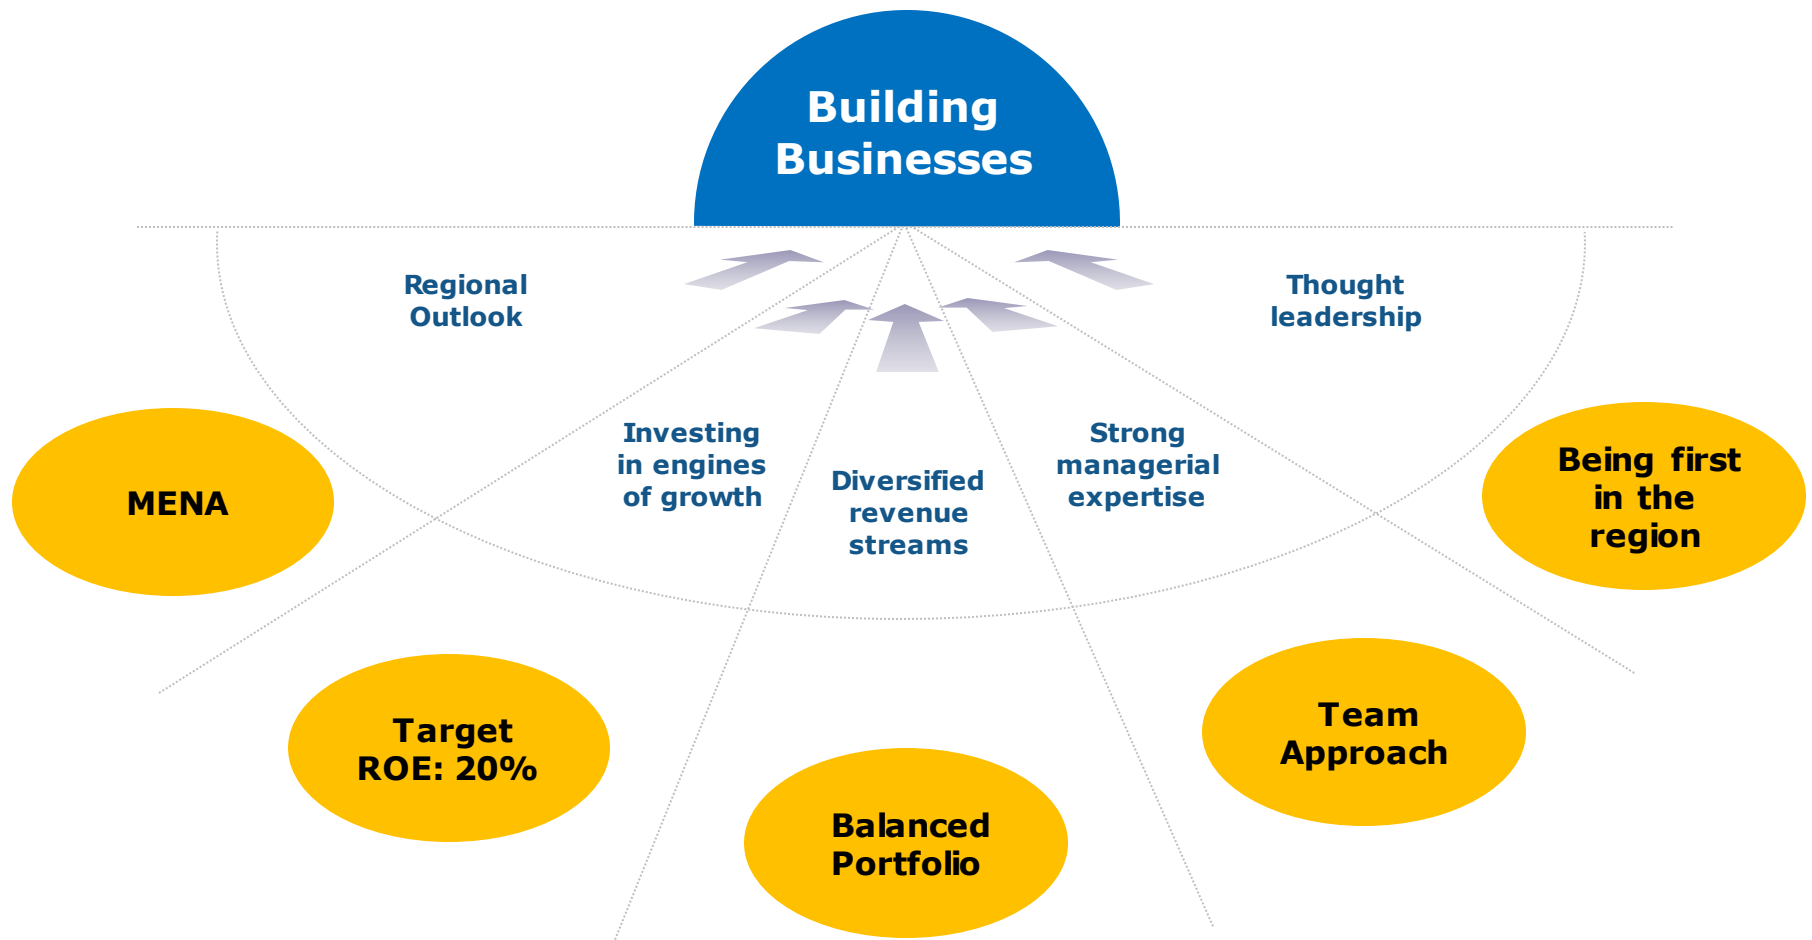 Building
Businesses
Regional
Outlook
Thought
leadership
Investing
in engines
of growth
Diversified
revenue
streams
Strong
managerial
expertise
MENA
Being first
in the
region
Target
ROE: 20%
Team
Approach
Balanced
Portfolio